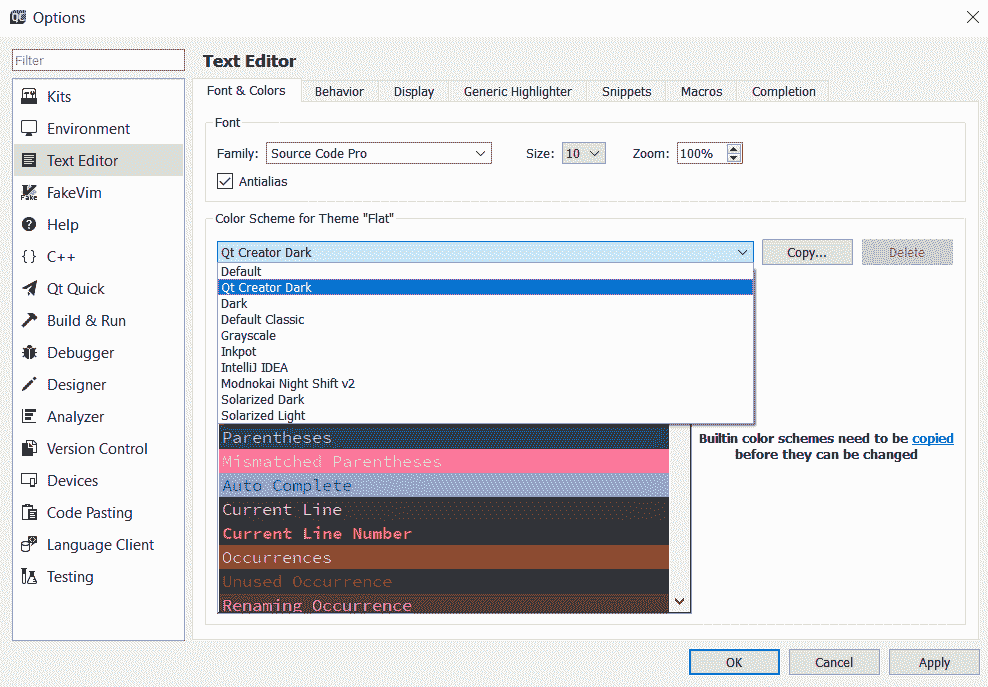 Options
Filter
Kits
Environment
Text Editor
FakeVim
Help
C++
Qt Quick
Build & Run
Debugger
Designer
Analyzer
Version Control
Devices
Code Pasting
Language Client
Testing
Text Editor
Font & Colors Behavior Display Generic Highlighter Snippets Macros Completion
Font
Family: Source Code Pro Size: 10 Zoom: 100%
Antialias
Color Scheme for Theme "Flat"
Qt Creator Dark Copy... Delete
Default
Qt Creator Dark
Dark
Default Classic
Grayscale
Inkpot
IntelliJ IDEA
Modnokai Night Shift v2
Solarized Dark
Solarized Light
Parentheses
Mismatched Parentheses
Auto Complete
Current Line
Current Line Number
Occurrences
Unused Occurrence
Renaming Occurrence
Builtin color schemes need to be copied
before they can be changed
OK Cancel Apply